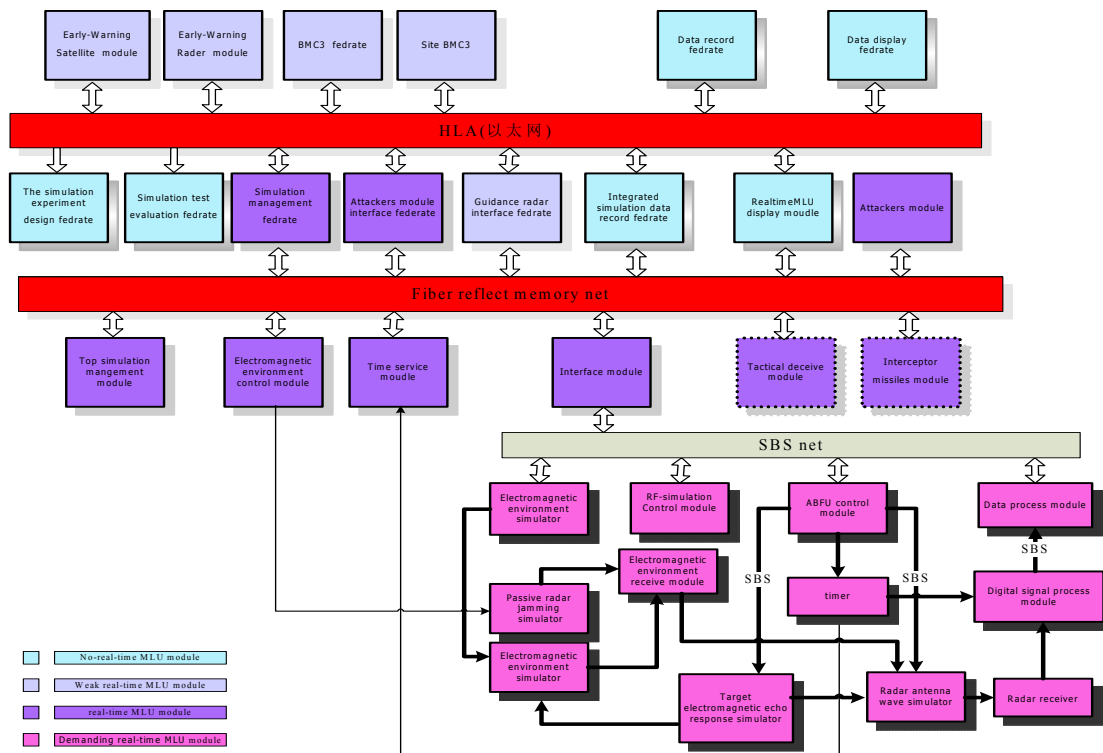 Early-Warning
Satellite module
Early-Warning
Rader module
BMC3 fedrate
Site BMC3
Data record
fedrate
Data display
fedrate
HLA(以太网)
The simulation
experiment
design fedrate
Simulation test
evaluation fedrate
Simulation
management
fedrate
Attackers module
interface federate
Guidance radar
interface fedrate
Integrated
simulation data
record fedrate
RealtimeMLU
display moudle
Attackers module
Fiber reflect memory net
Top simulation
mangement
module
Electromagnetic
environment
control module
Time service
moudle
Interface module
Tactical deceive
module
Interceptor
missiles module
SBS net
Electromagnetic
environment
simulator
RF-simulation
Control module
ABFU control
module
Data process module
SBS
Electromagnetic
environment
receive module
SBS
SBS
Passive radar
jamming
simulator
timer
Digital signal process
module
Electromagnetic
environment
simulator
Target
electromagnetic echo
response simulator
Radar antenna
wave simulator
Radar receiver
No-real-time MLU module
Weak real-time MLU module
real-time MLU module
Demanding real-time MLU module